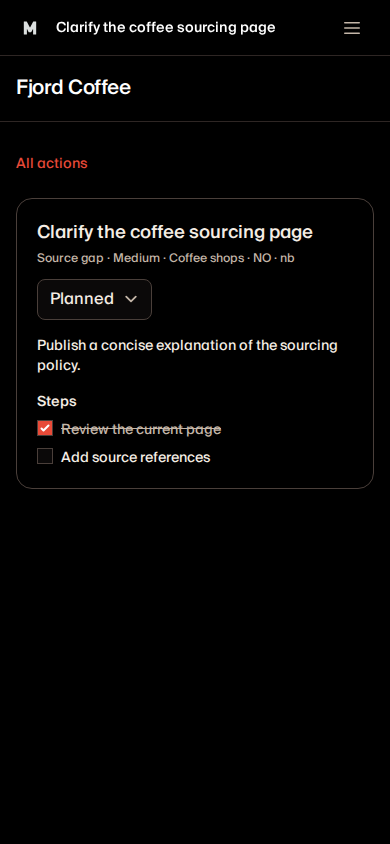 M
Clarify the coffee sourcing page
Fjord Coffee
All actions
Clarify the coffee sourcing page
Source gap · Medium · Coffee shops · NO · nb
Planned
Publish a concise explanation of the sourcing
policy.
Steps
Review the current page
Add source references